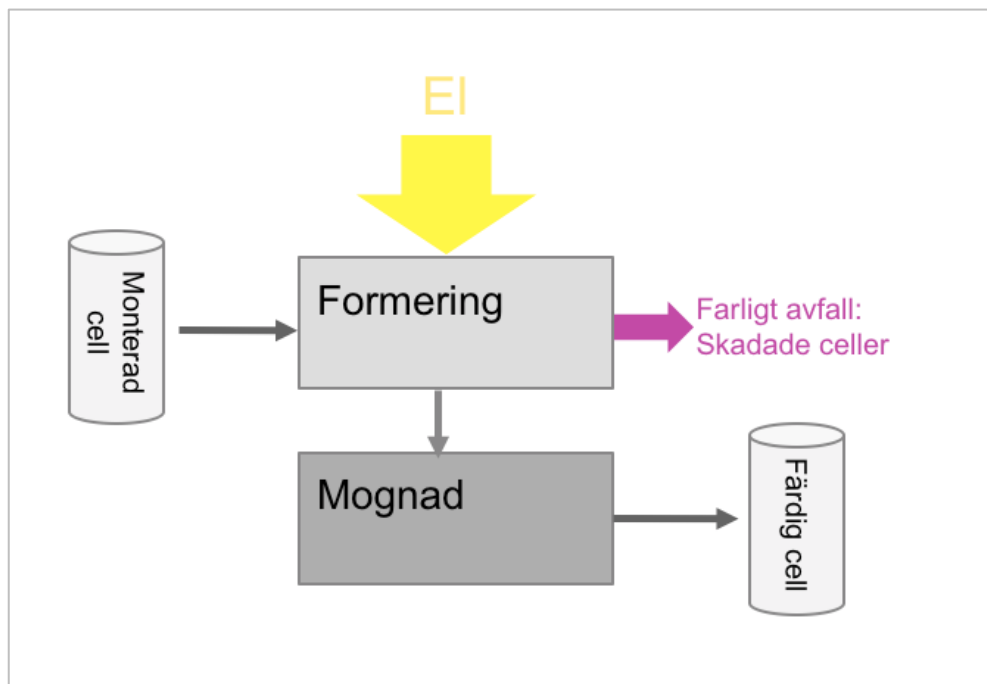 El
Monterad
cell
Formering
Farligt avfall:
Skadade celler
Mognad
Färdig cell